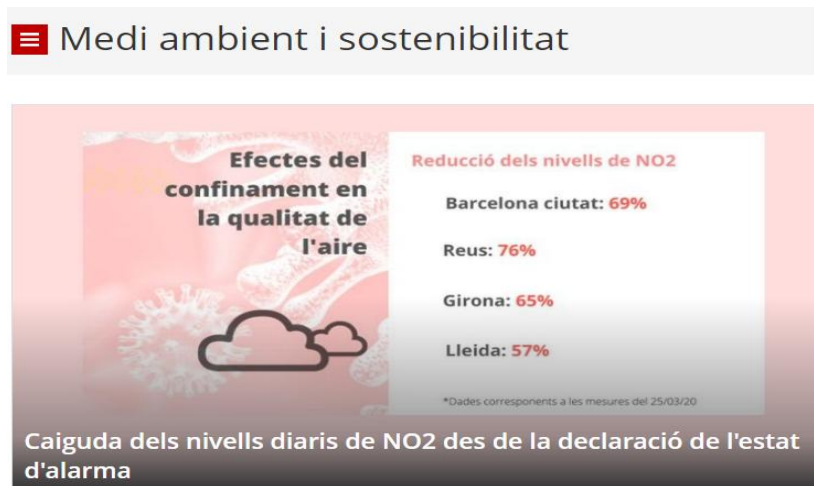 Medi ambient i sostenibilitat
Efectes del
confinament en
la qualitat de
l'aire
Reducció dels nivells de NO2
Barcelona ciutat: 69%
Reus: 76%
Girona: 65%
Lleida: 57%
*Dades corresponents a les mesures del 25/03/20
Caiguda dels nivells diaris de NO2 des de la declaració de l'estat
d'alarma